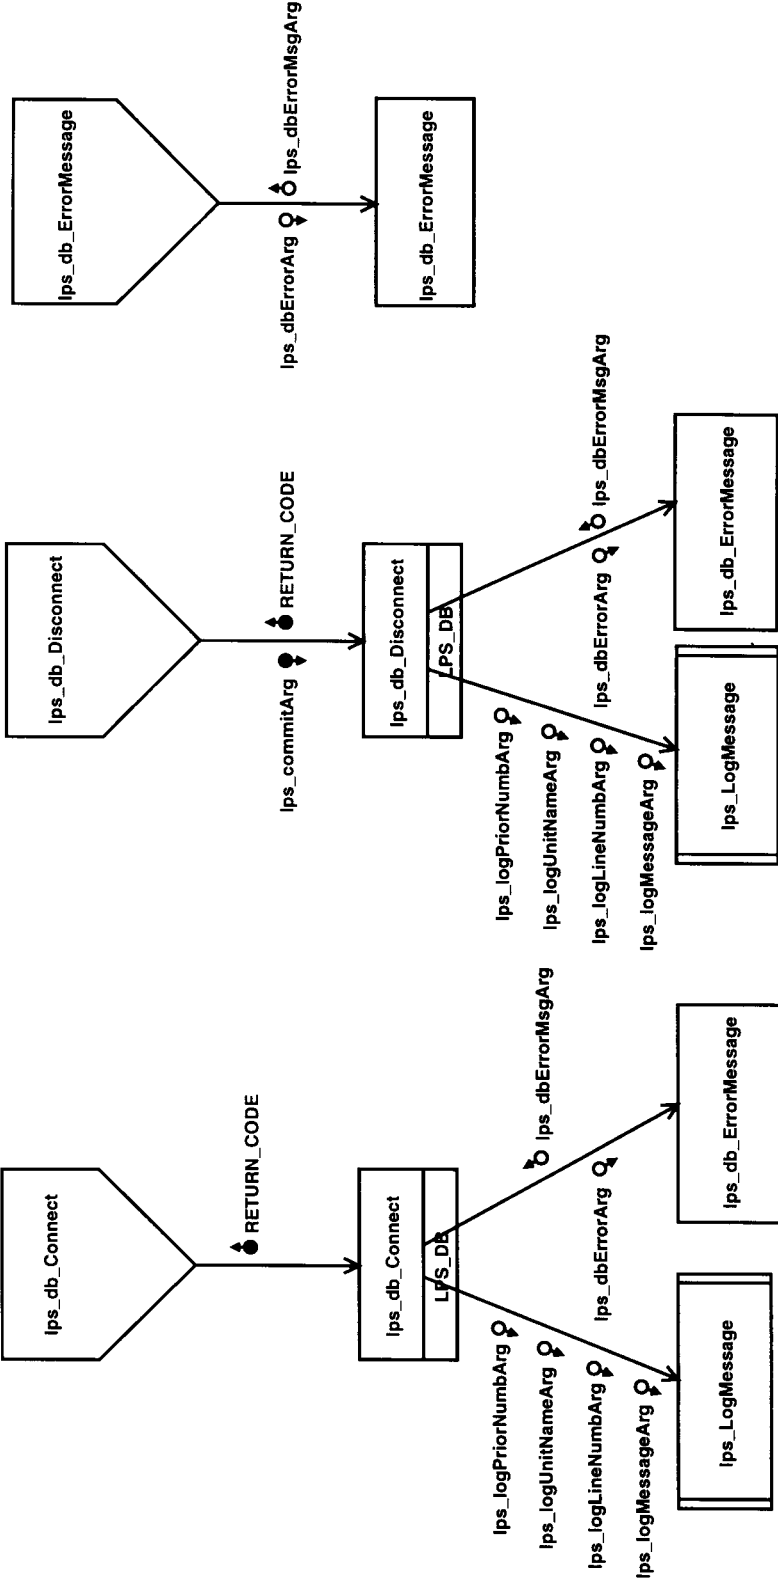 lps_db_Connect
RETURN_CODE
lps_db_Connect
LPS_DB
lps_logPriorNumbArg
lps_logUnitNameArg
lps_logLineNumbArg
lps_logMessageArg
lps_dbErrorMsgArg
lps_dbErrorArg
lps_LogMessage
lps_db_ErrorMessage
lps_db_Disconnect
lps_commitArg
RETURN_CODE
lps_db_Disconnect
LPS_DB
lps_logPriorNumbArg
lps_logUnitNameArg
lps_logLineNumbArg
lps_logMessageArg
lps_dbErrorArg
lps_dbErrorMsgArg
lps_LogMessage
lps_db_ErrorMessage
lps_db_ErrorMessage
lps_dbErrorArg
lps_dbErrorMsgArg
lps_db_ErrorMessage